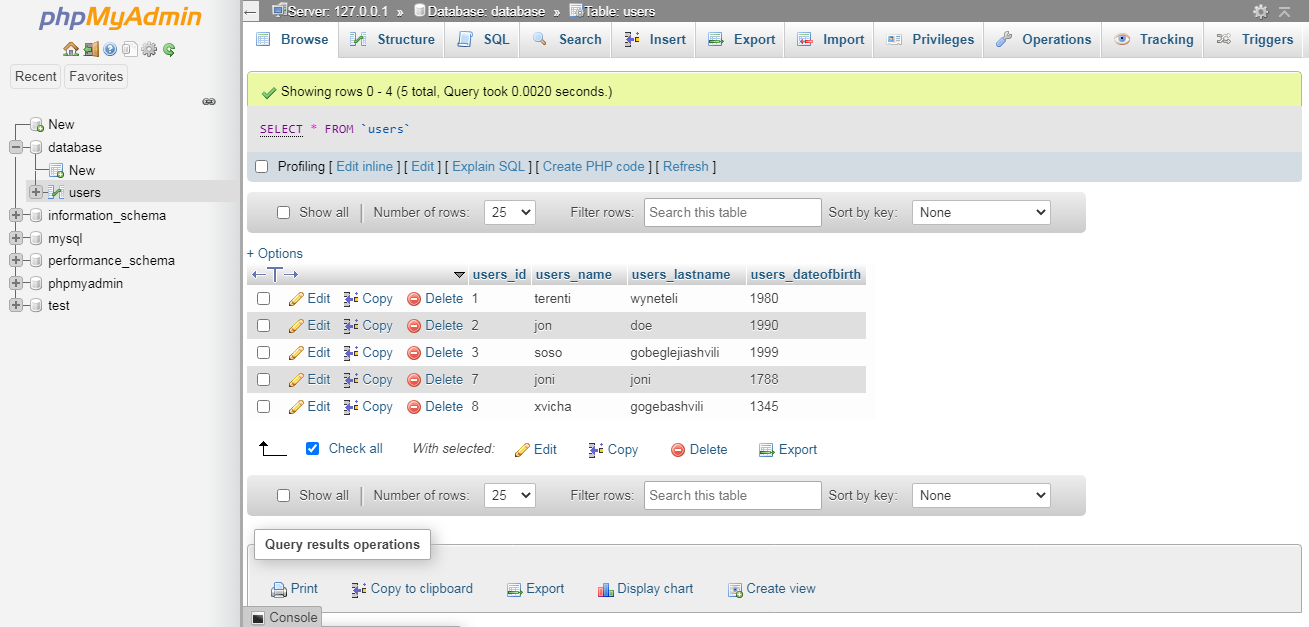 phpMyAdmin
Recent Favorites
New
database
New
users
information_schema
mysql
performance_schema
phpmyadmin
test
Server: 127.0.0.1 » Database: database » Table: users
Browse Structure SQL Search Insert Export Import Privileges Operations Tracking Triggers
Showing rows 0 - 4 (5 total, Query took 0.0020 seconds.)
SELECT * FROM `users`
Profiling [ Edit inline ] [ Edit ] [ Explain SQL ] [ Create PHP code ] [ Refresh ]
Show all Number of rows: 25 Filter rows: Search this table Sort by key: None
+ Options
users_id users_name users_lastname users_dateofbirth
Edit Copy Delete 1 terenti wyneteli 1980
Edit Copy Delete 2 jon doe 1990
Edit Copy Delete 3 soso gobeglejiashvili 1999
Edit Copy Delete 7 joni joni 1788
Edit Copy Delete 8 xvicha gogebashvili 1345
Check all With selected: Edit Copy Delete Export
Show all Number of rows: 25 Filter rows: Search this table Sort by key: None
Query results operations
Print Copy to clipboard Export Display chart Create view
Console